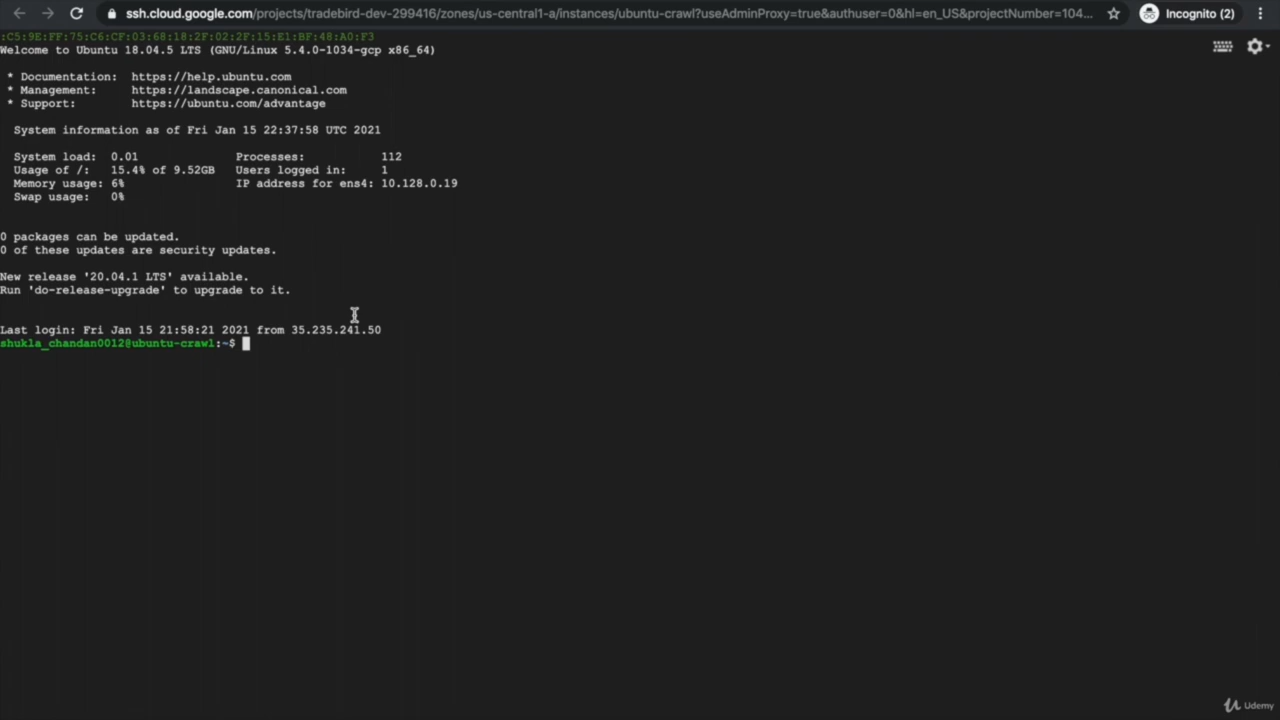 ssh.cloud.google.com/projects/tradebird-dev-299416/zones/us-central1-a/instances/ubuntu-crawl?useAdminProxy=true&authuser=0&hl=en_US&projectNumber=104...
Incognito (2)
:C5:9E:FF:75:C6:CF:03:68:18:2F:02:2F:15:E1:BF:48:A0:F3
Welcome to Ubuntu 18.04.5 LTS (GNU/Linux 5.4.0-1034-gcp x86_64)
* Documentation:  https://help.ubuntu.com
* Management:     https://landscape.canonical.com
* Support:        https://ubuntu.com/advantage
System information as of Fri Jan 15 22:37:58 UTC 2021
System load:  0.01               Processes:           112
Usage of /:   15.4% of 9.52GB   Users logged in:     1
Memory usage: 6%                IP address for ens4: 10.128.0.19
Swap usage:   0%
0 packages can be updated.
0 of these updates are security updates.
New release '20.04.1 LTS' available.
Run 'do-release-upgrade' to upgrade to it.
Last login: Fri Jan 15 21:58:21 2021 from 35.235.241.50
shukla_chandan0012@ubuntu-crawl:~$
Udemy